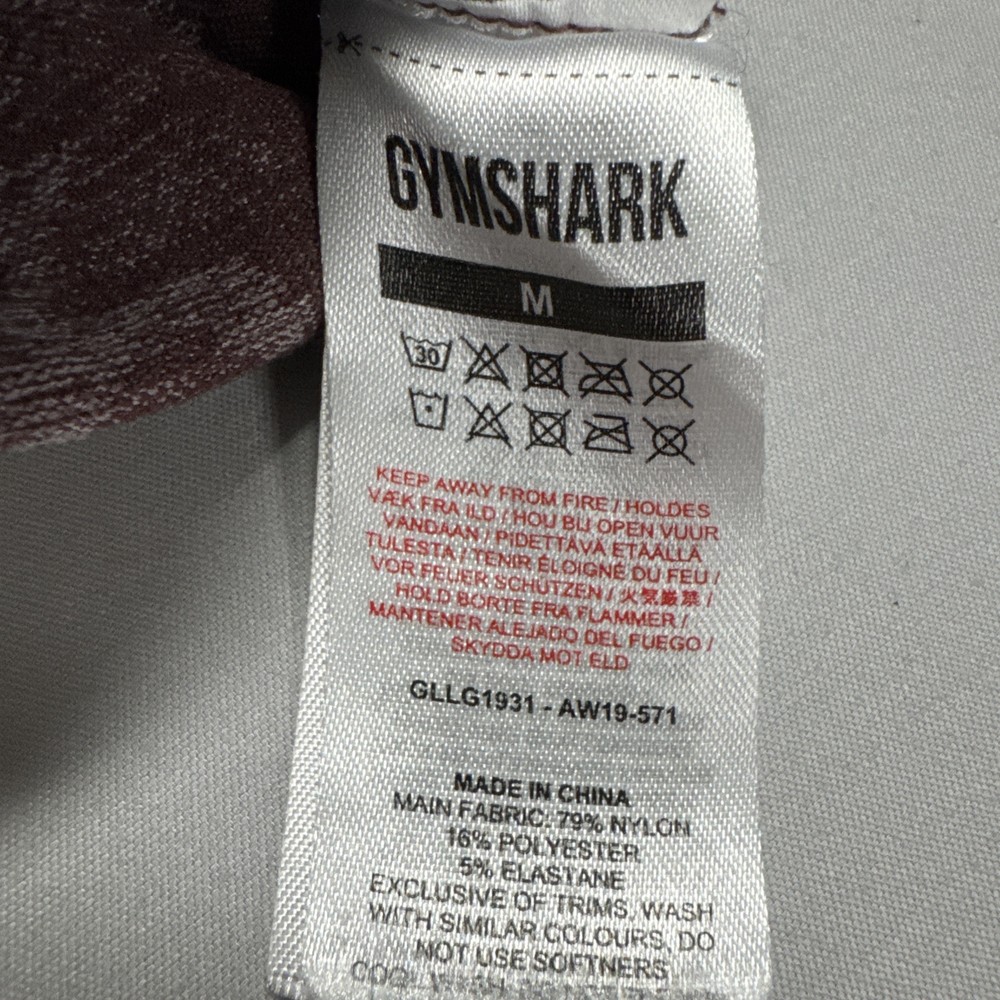 GYMSHARK
M
30
KEEP AWAY FROM FIRE / HOLDES
VÆK FRA ILD / HOU BIJ OPEN VUUR
VANDAAN / PIDETTÄVÄ ETÄÄLLÄ
TULESTA / TENIR ÉLOIGNÉ DU FEU /
VOR FEUER SCHÜTZEN / 火気厳禁 /
HOLD BORTE FRA FLAMMER /
MANTENER ALEJADO DEL FUEGO /
SKYDDA MOT ELD
GLLG1931 - AW19-571
MADE IN CHINA
MAIN FABRIC: 79% NYLON
16% POLYESTER
5% ELASTANE
EXCLUSIVE OF TRIMS. WASH
WITH SIMILAR COLOURS. DO
NOT USE SOFTNERS